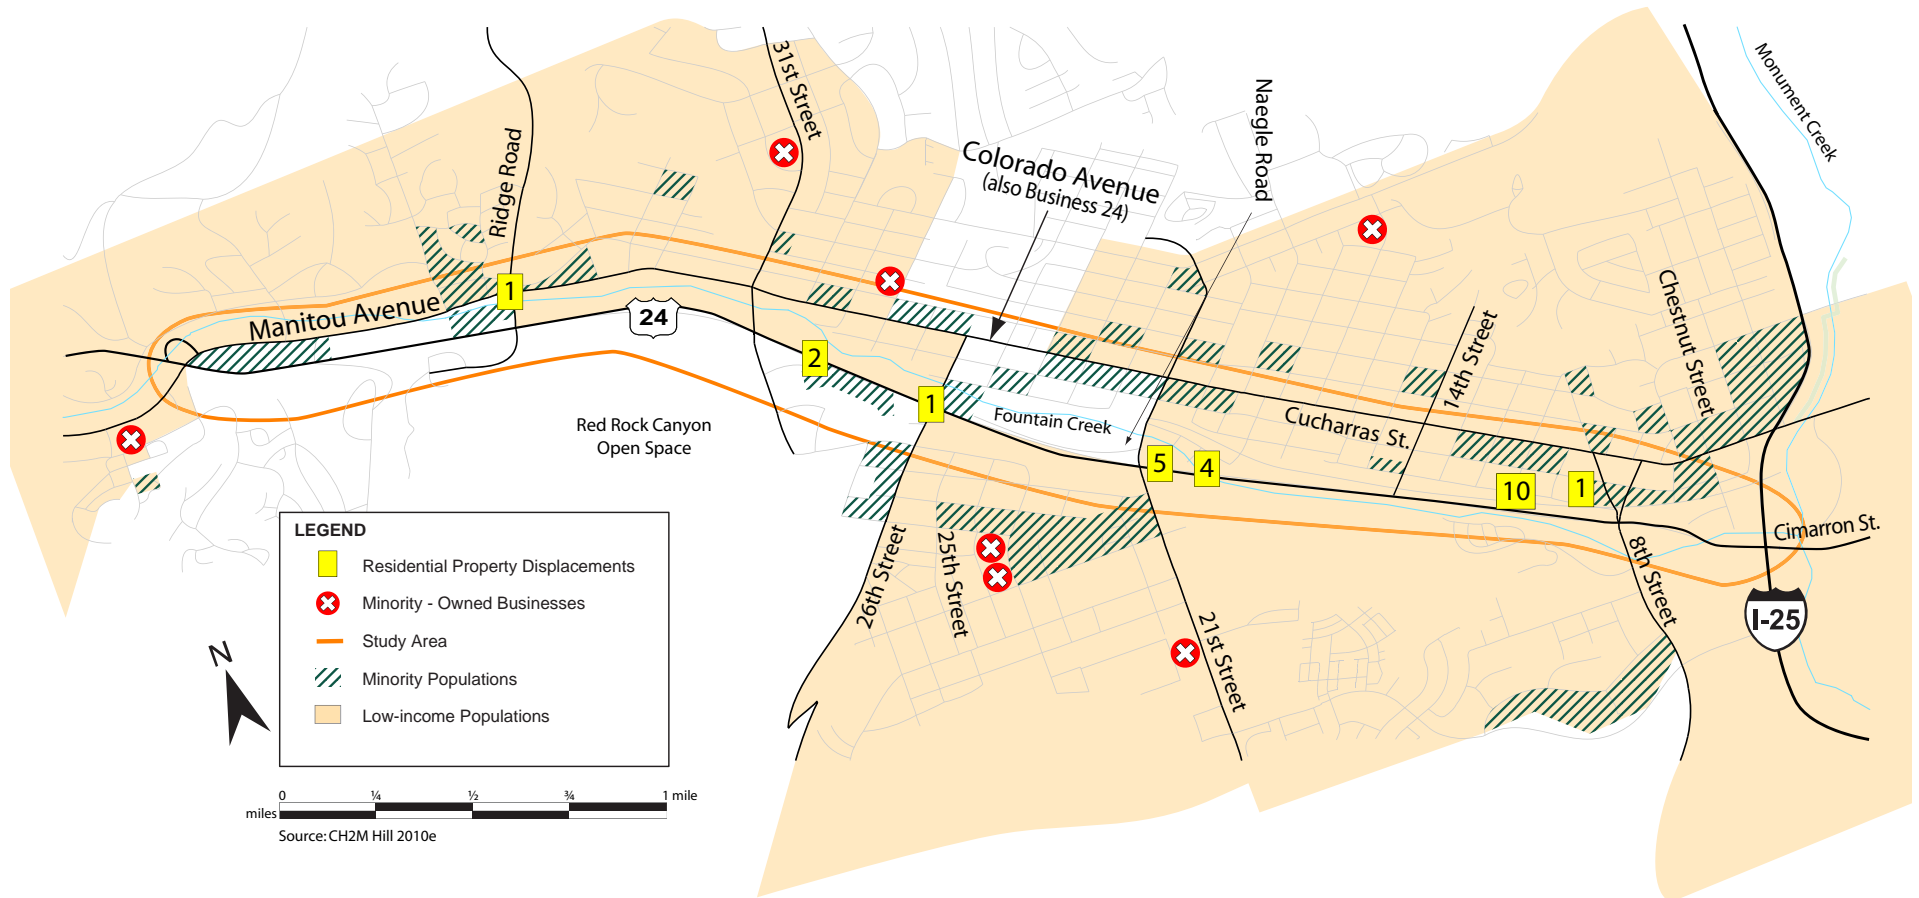 31st Street
Ridge Road
Colorado Avenue
(also Business 24)
Naegle Road
Monument Creek
1
Manitou Avenue
24
2
1
Red Rock Canyon
Open Space
Fountain Creek
5
4
Cucharras St.
14th Street
Chestnut Street
10
1
Cimarron St.
8th Street
I-25
26th Street
25th Street
21st Street
LEGEND
Residential Property Displacements
Minority - Owned Businesses
Study Area
Minority Populations
Low-income Populations
N
0 ¼ ½ ¾ 1 mile
miles
Source: CH2M Hill 2010e